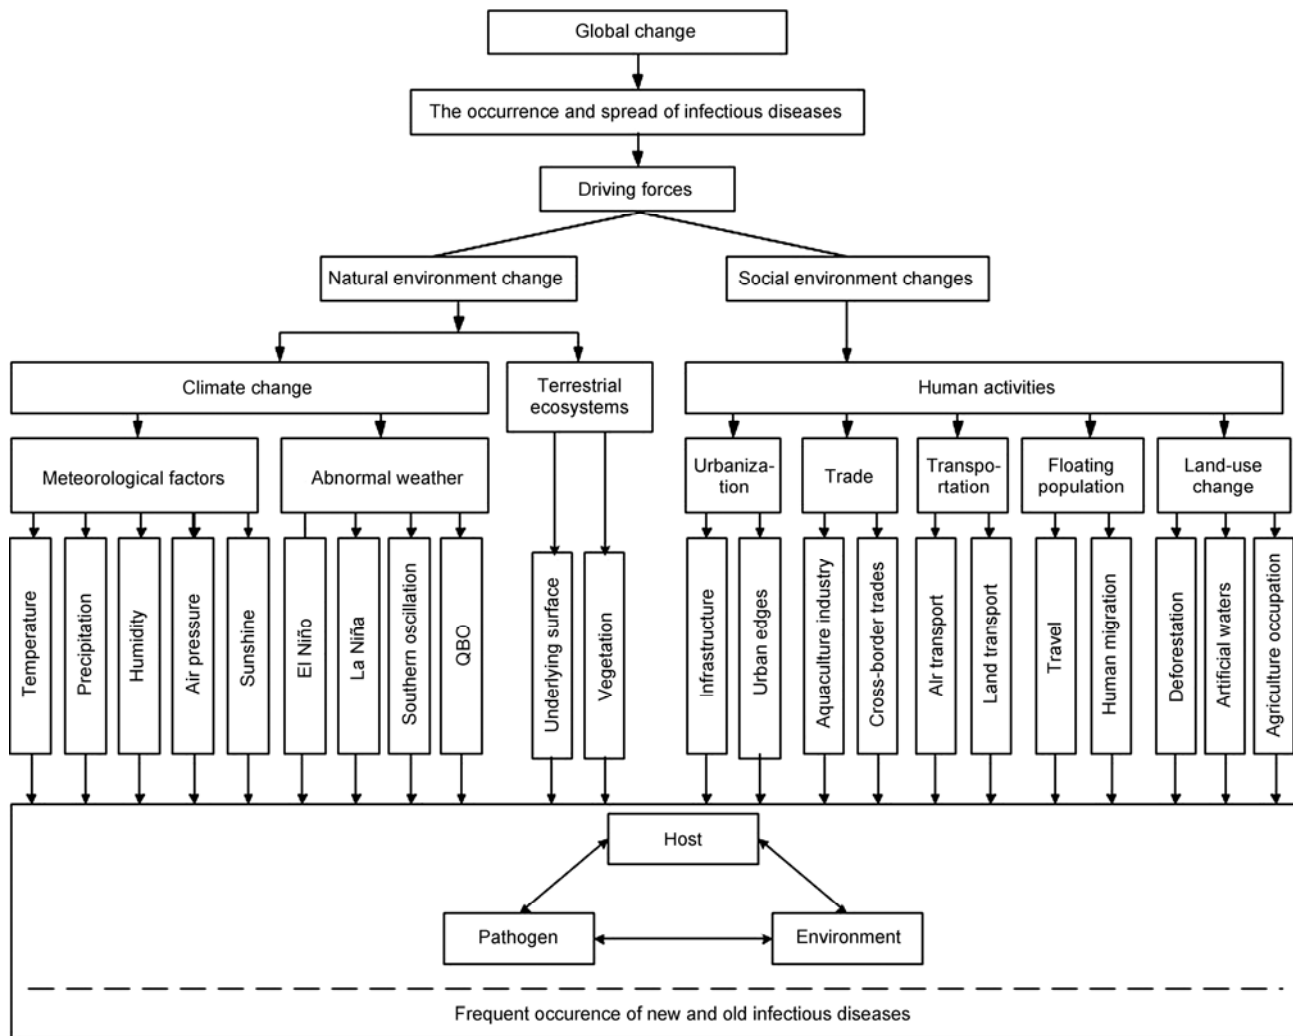 Global change
The occurrence and spread of infectious diseases
Driving forces
Natural environment change
Social environment changes
Climate change
Terrestrial
ecosystems
Human activities
Meteorological factors
Abnormal weather
Urbaniza-
tion
Trade
Transpo-
rtation
Floating
population
Land-use
change
Temperature
Precipitation
Humidity
Air pressure
Sunshine
El Niño
La Niña
Southern oscillation
QBO
Underlying surface
Vegetation
Infrastructure
Urban edges
Aquaculture industry
Cross-border trades
Air transport
Land transport
Travel
Human migration
Deforestation
Artificial waters
Agriculture occupation
Host
Pathogen
Environment
Frequent occurence of new and old infectious diseases